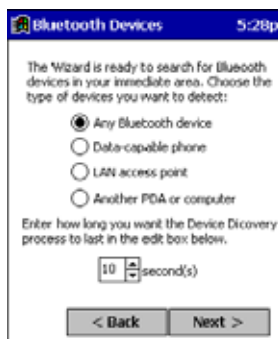 Bluetooth Devices 5:28p
The Wizard is ready to search for Blueooth
devices in your immediate area. Choose the
type of devices you want to detect:
Any Bluetooth device
Data-capable phone
LAN access point
Another PDA or computer
Enter how long you want the Device Dicovery
process to last in the edit box below.
10 second(s)
< Back Next >